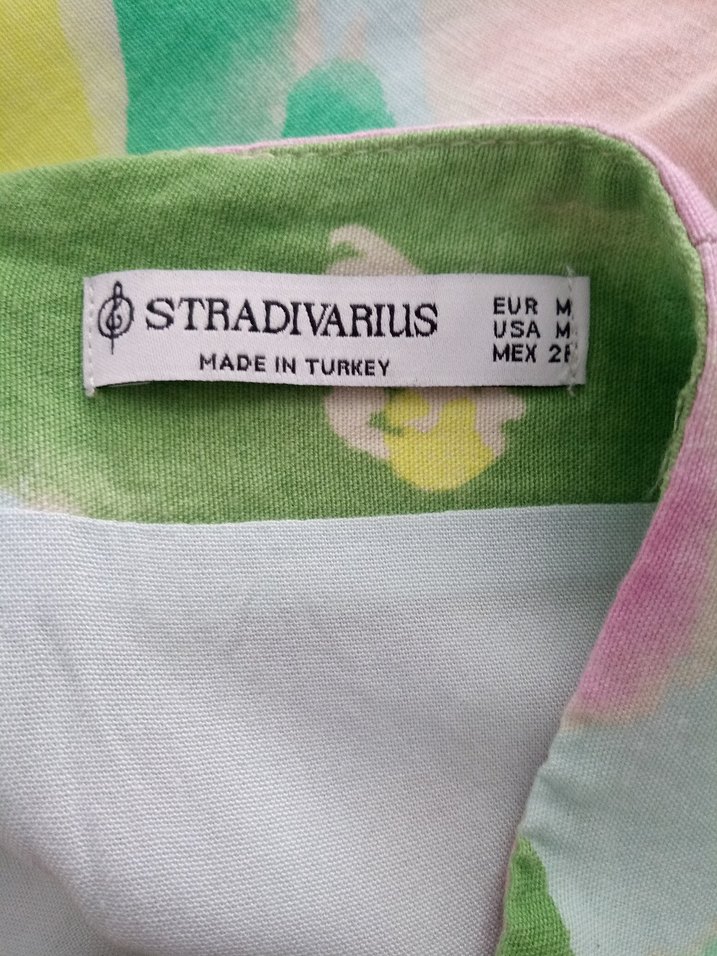 STRADIVARIUS
MADE IN TURKEY
EUR M
USA M
MEX